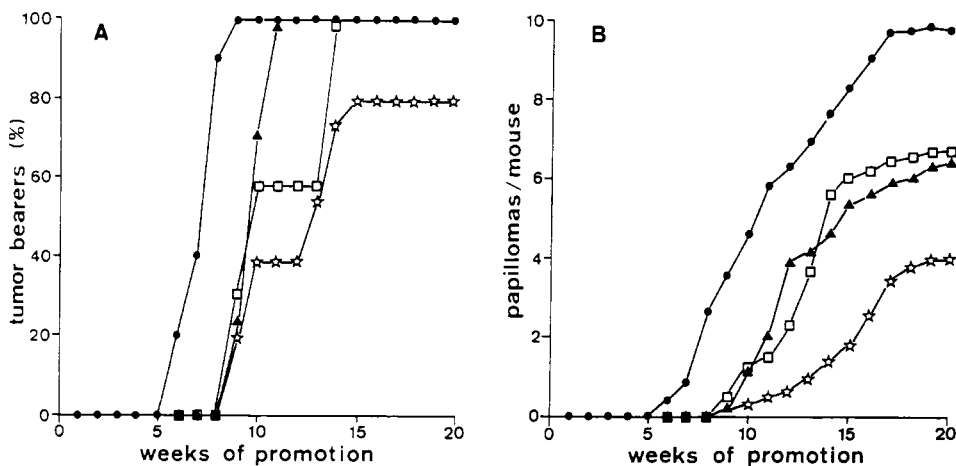 A
tumor bearers (%)
100
80
60
40
20
0
0 5 10 15 20
weeks of promotion
B
papillomas/mouse
10
8
6
4
2
0
0 5 10 15 20
weeks of promotion